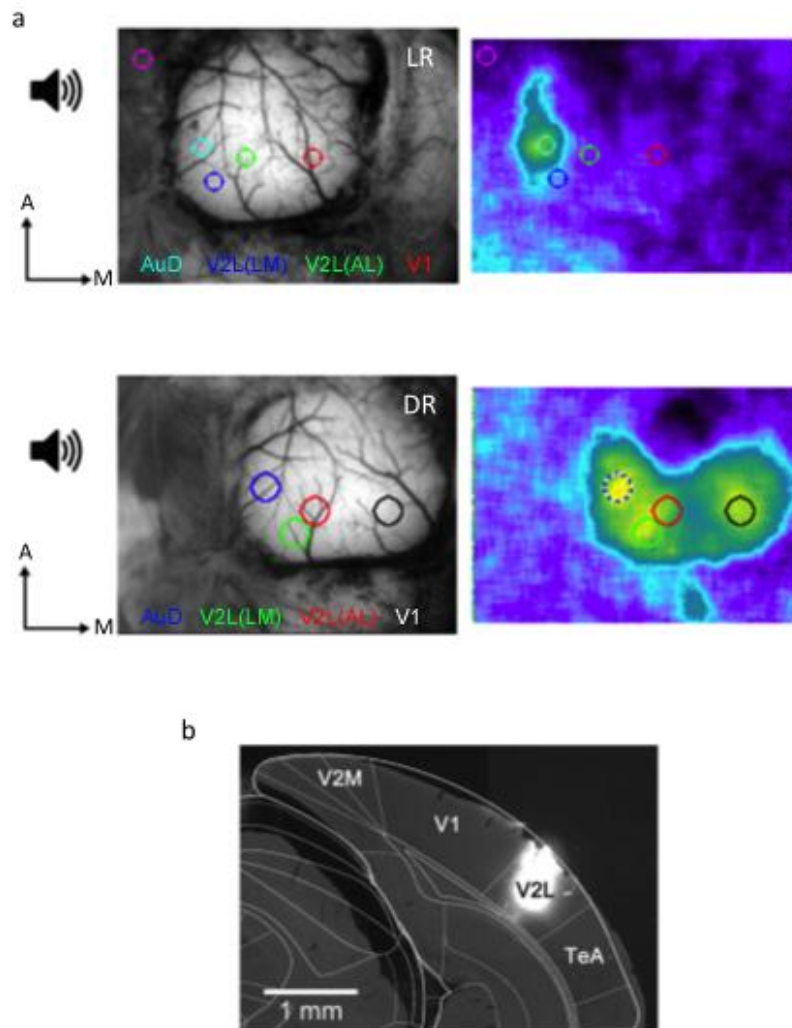 a
LR
A
M
AuD V2L(LM) V2L(AL) V1
DR
A
M
AuD V2L(LM) V2L(AL) V1
b
V2M
V1
V2L
TeA
1 mm